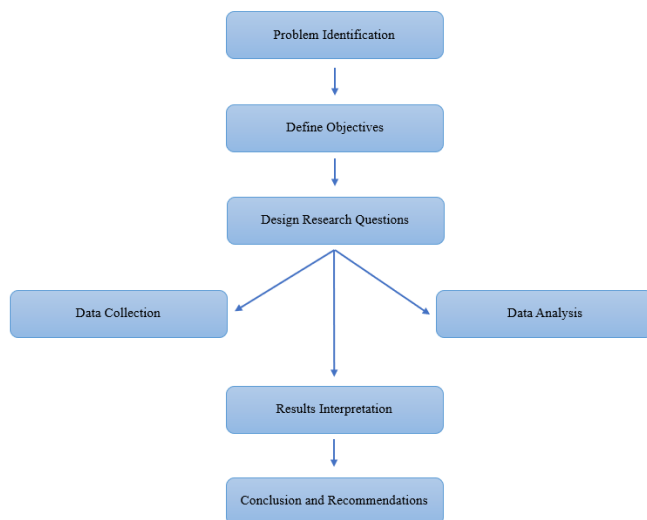 Problem Identification
Define Objectives
Design Research Questions
Data Collection
Data Analysis
Results Interpretation
Conclusion and Recommendations